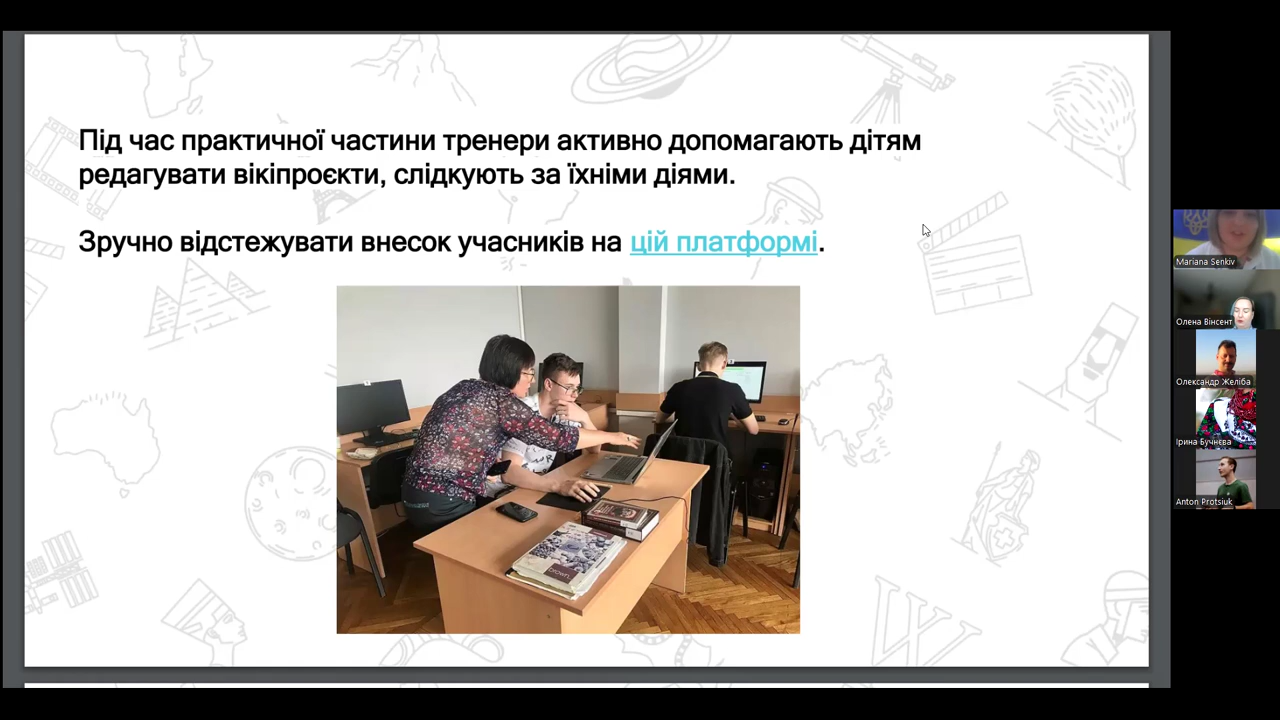 Під час практичної частини тренери активно допомагають дітям
редагувати вікіпроєкти, слідкують за їхніми діями.
Зручно відстежувати внесок учасників на цій платформі.
Mariana Senkiv
Олена Вінсент
Олександр Желіба
Ірина Бучнєва
Anton Protsiuk